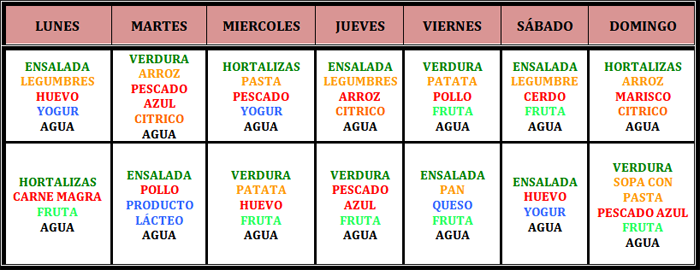 LUNES MARTES MIERCOLES JUEVES VIERNES SÁBADO DOMINGO
ENSALADA
LEGUMBRES
HUEVO
YOGUR
AGUA
VERDURA
ARROZ
PESCADO
AZUL
CITRICO
AGUA
HORTALIZAS
PASTA
PESCADO
YOGUR
AGUA
ENSALADA
LEGUMBRES
ARROZ
CITRICO
AGUA
VERDURA
PATATA
POLLO
FRUTA
AGUA
ENSALADA
LEGUMBRE
CERDO
FRUTA
AGUA
HORTALIZAS
ARROZ
MARISCO
CITRICO
AGUA
HORTALIZAS
CARNE MAGRA
FRUTA
AGUA
ENSALADA
POLLO
PRODUCTO
LÁCTEO
AGUA
VERDURA
PATATA
HUEVO
FRUTA
AGUA
VERDURA
PESCADO
AZUL
FRUTA
AGUA
ENSALADA
PAN
QUESO
FRUTA
AGUA
ENSALADA
HUEVO
YOGUR
AGUA
VERDURA
SOPA CON
PASTA
PESCADO AZUL
FRUTA
AGUA